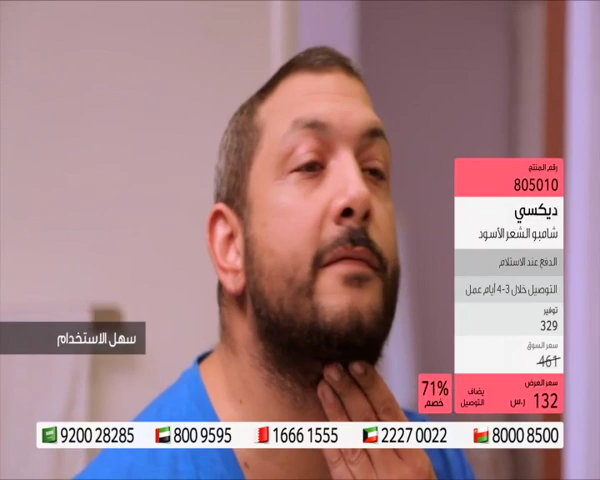 رقم المنتج
805010
ديكسي
شامبو الشعر الأسود
الدفع عند الاستلام
التوصيل خلال 3-4 أيام عمل
توفير
329
سعر السوق
461
سعر العرض
132 ر.س
يضاف التوصيل
71%
خصم
سهل الاستخدام
9200 28285
800 9595
1666 1555
2227 0022
8000 8500